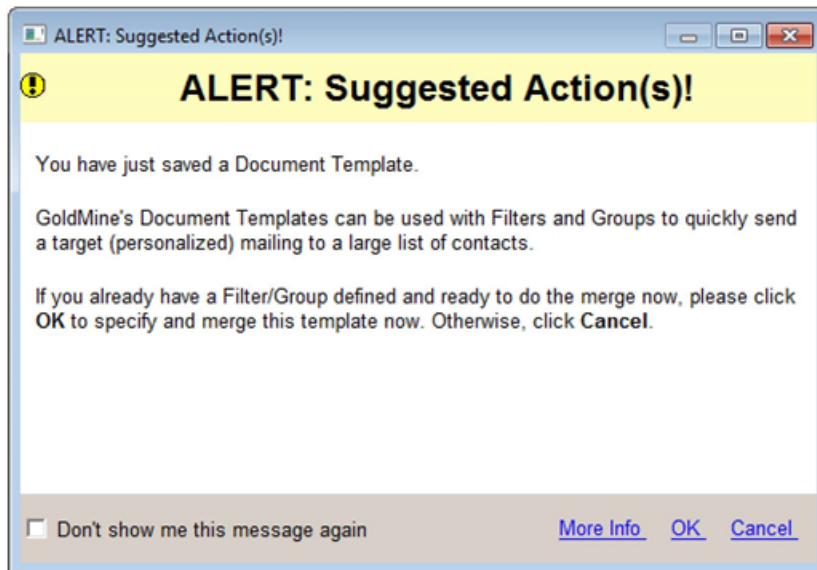 ALERT: Suggested Action(s)!
ALERT: Suggested Action(s)!
You have just saved a Document Template.
GoldMine's Document Templates can be used with Filters and Groups to quickly send
a target (personalized) mailing to a large list of contacts.
If you already have a Filter/Group defined and ready to do the merge now, please click
OK to specify and merge this template now. Otherwise, click Cancel.
Don't show me this message again
More Info OK Cancel